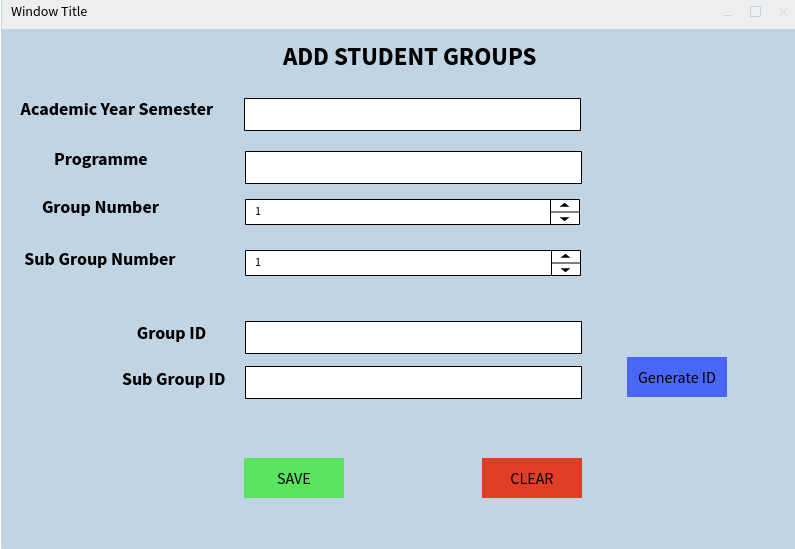 Window Title
ADD STUDENT GROUPS
Academic Year Semester
Programme
Group Number
1
Sub Group Number
1
Group ID
Sub Group ID
Generate ID
SAVE
CLEAR